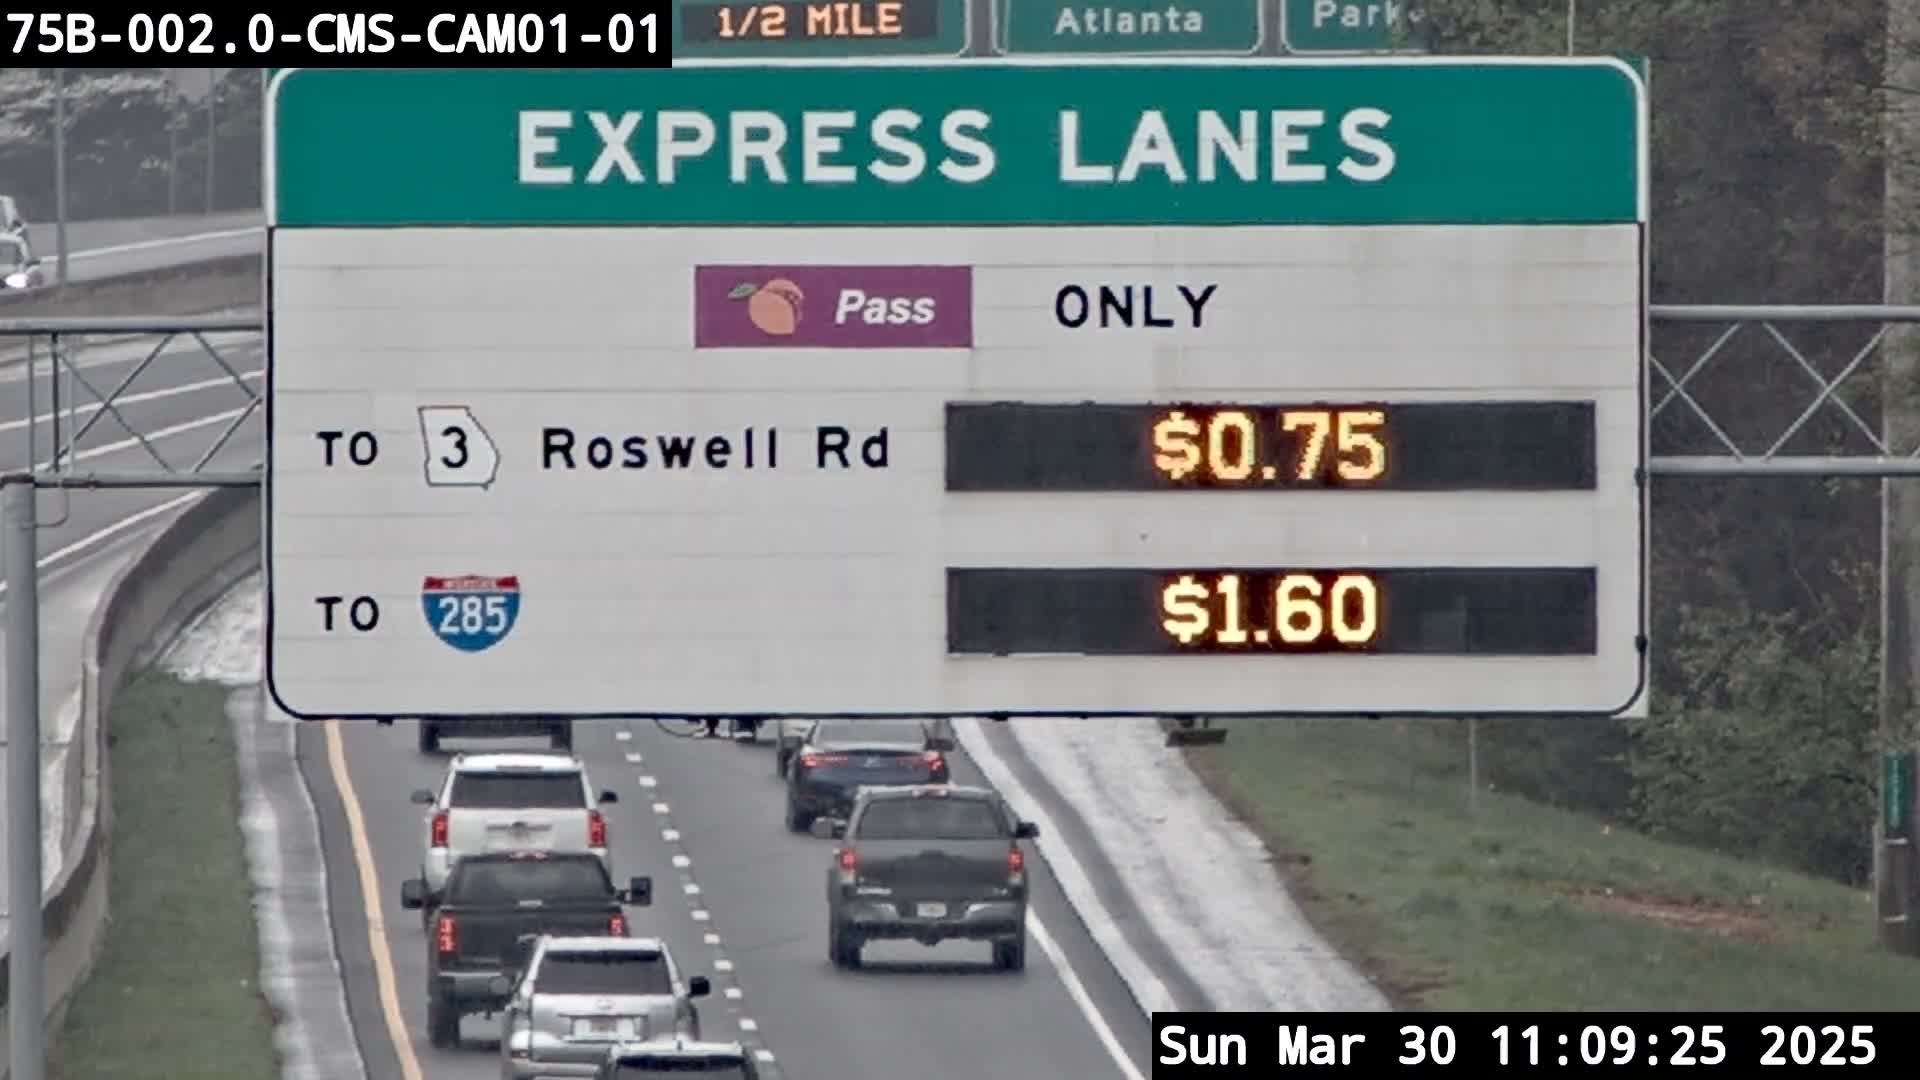 75B-002.0-CMS-CAM01-01
1/2 MILE
Atlanta
Park
EXPRESS LANES
Pass ONLY
TO 3 Roswell Rd $0.75
TO 285 $1.60
Sun Mar 30 11:09:25 2025